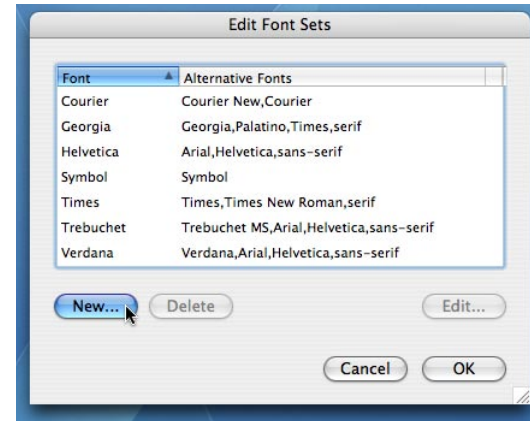 Edit Font Sets
Font Alternative Fonts
Courier Courier New,Courier
Georgia Georgia,Palatino,Times,serif
Helvetica Arial,Helvetica,sans-serif
Symbol Symbol
Times Times,Times New Roman,serif
Trebuchet Trebuchet MS,Arial,Helvetica,sans-serif
Verdana Verdana,Arial,Helvetica,sans-serif
New... Delete Edit...
Cancel OK